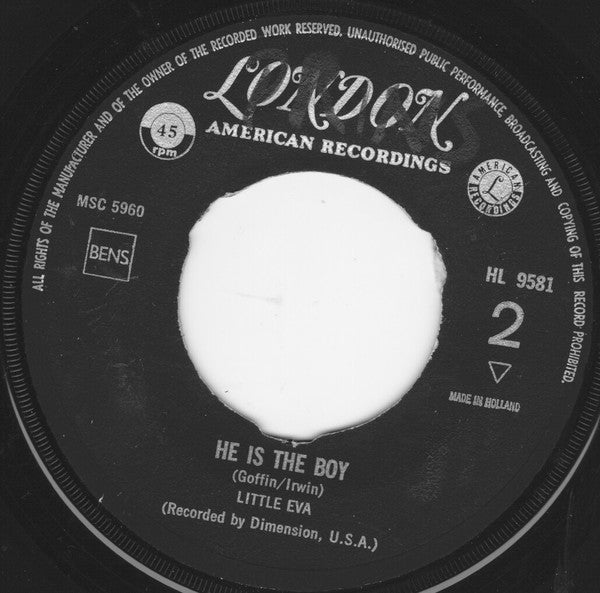 ALL RIGHTS OF THE MANUFACTURER AND OF THE OWNER OF THE RECORDED WORK RESERVED. UNAUTHORISED PUBLIC PERFORMANCE, BROADCASTING AND COPYING OF THIS RECORD PROHIBITED.
LONDON
AMERICAN RECORDINGS
45
rpm
AMERICAN
L
RECORDINGS
MSC 5960
BENS
HL 9581
2
MADE IN HOLLAND
HE IS THE BOY
(Goffin/Irwin)
LITTLE EVA
(Recorded by Dimension, U.S.A.)